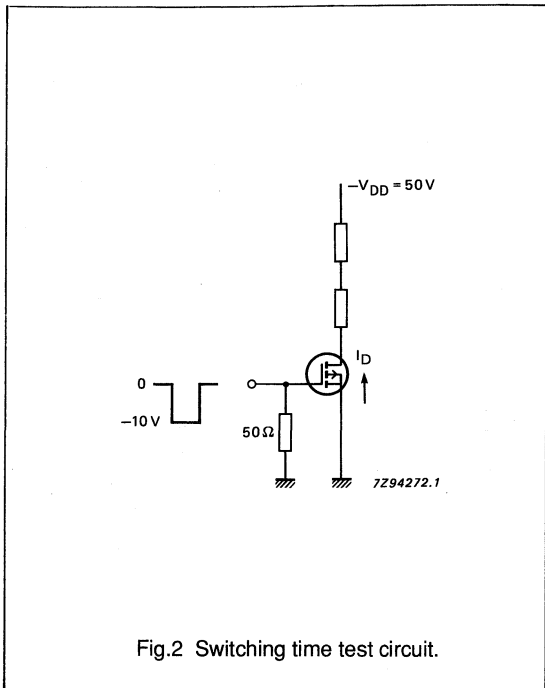 −V_DD = 50 V
I_D
0
−10 V
50 Ω
7Z94272.1
Fig.2 Switching time test circuit.